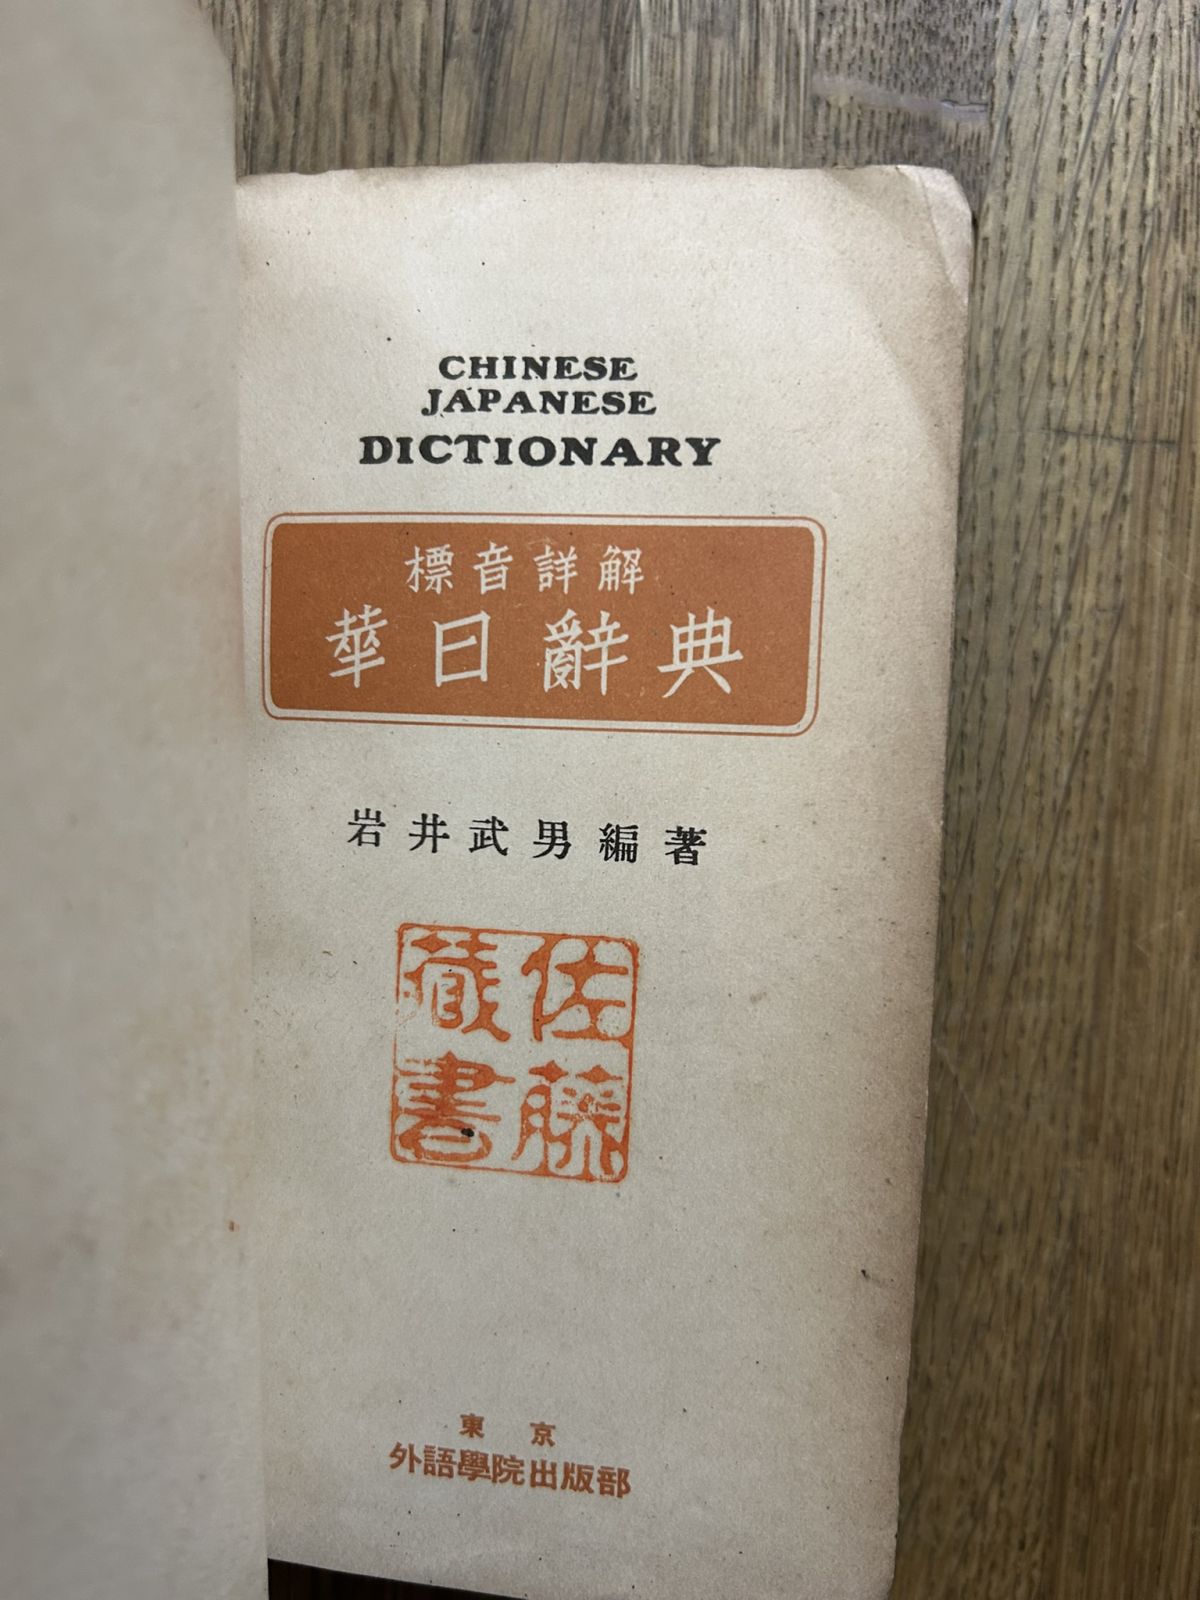 CHINESE
JAPANESE
DICTIONARY
標音詳解
華日辭典
岩井武男編著
佐藤
藏書
東京
外語學院出版部